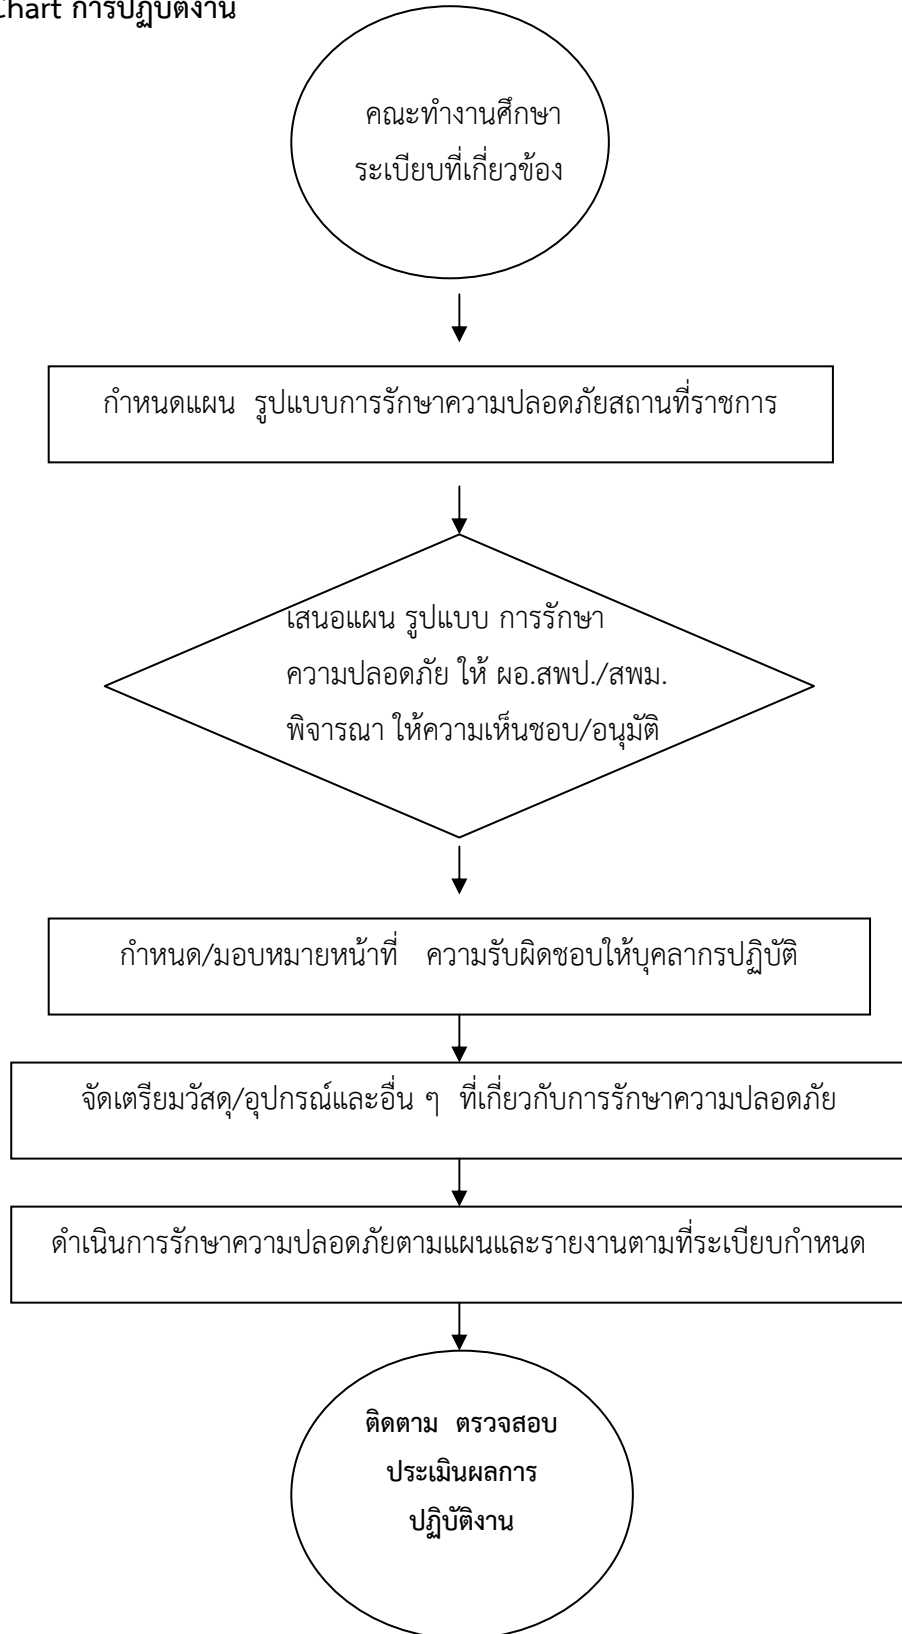 Chart การปฏิบัติงาน
คณะทำงานศึกษา
ระเบียบที่เกี่ยวข้อง
กำหนดแผน รูปแบบการรักษาความปลอดภัยสถานที่ราชการ
เสนอแผน รูปแบบ การรักษา
ความปลอดภัย ให้ ผอ.สพป./สพม.
พิจารณา ให้ความเห็นชอบ/อนุมัติ
กำหนด/มอบหมายหน้าที่ ความรับผิดชอบให้บุคลากรปฏิบัติ
จัดเตรียมวัสดุ/อุปกรณ์และอื่น ๆ ที่เกี่ยวกับการรักษาความปลอดภัย
ดำเนินการรักษาความปลอดภัยตามแผนและรายงานตามที่ระเบียบกำหนด
ติดตาม ตรวจสอบ
ประเมินผลการ
ปฏิบัติงาน